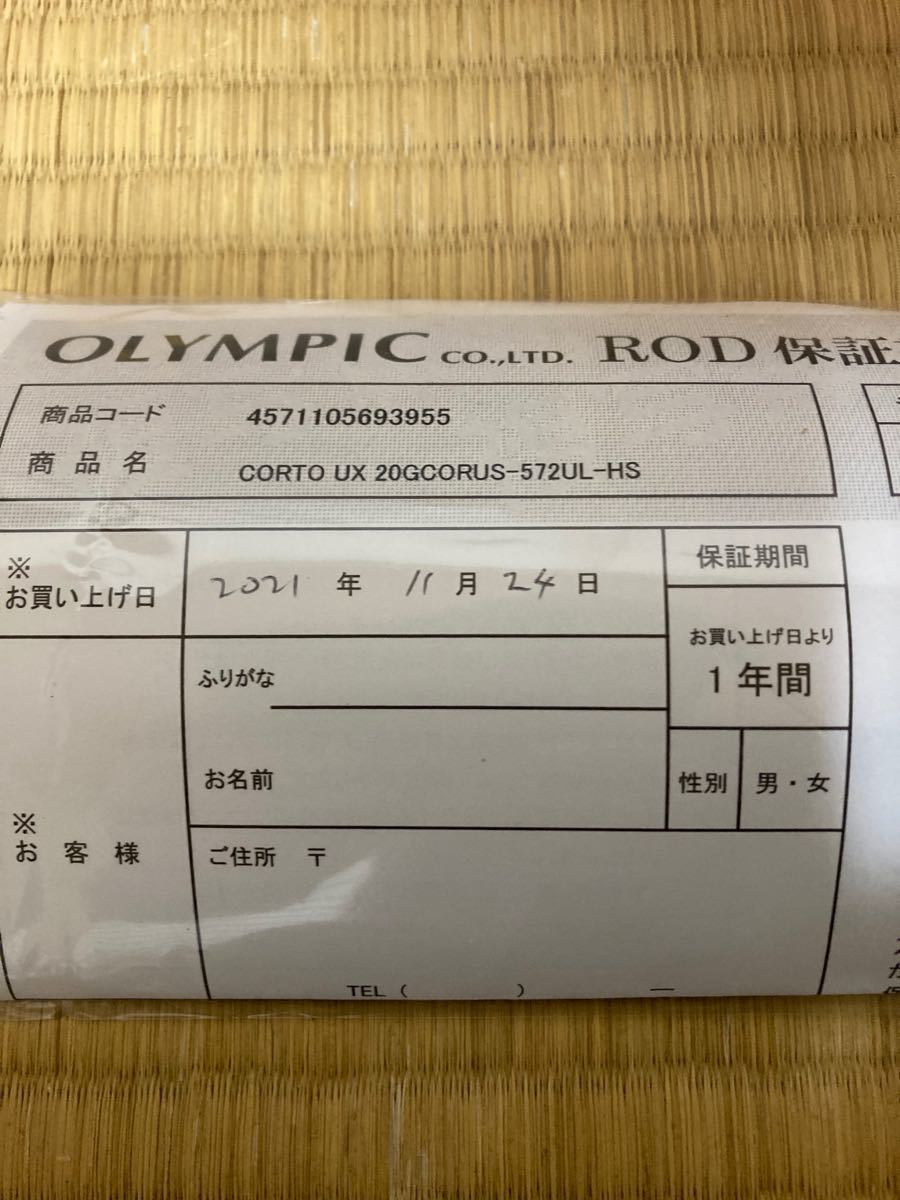 OLYMPIC CO.,LTD. ROD 保証
商品コード 4571105693955
商品名 CORTO UX 20GCORUS-572UL-HS
※
お買い上げ日
2021 年 11 月 24 日
保証期間
お買い上げ日より
1年間
ふりがな
お名前
性別 男・女
※
お客様
ご住所 〒
TEL ( ) ―